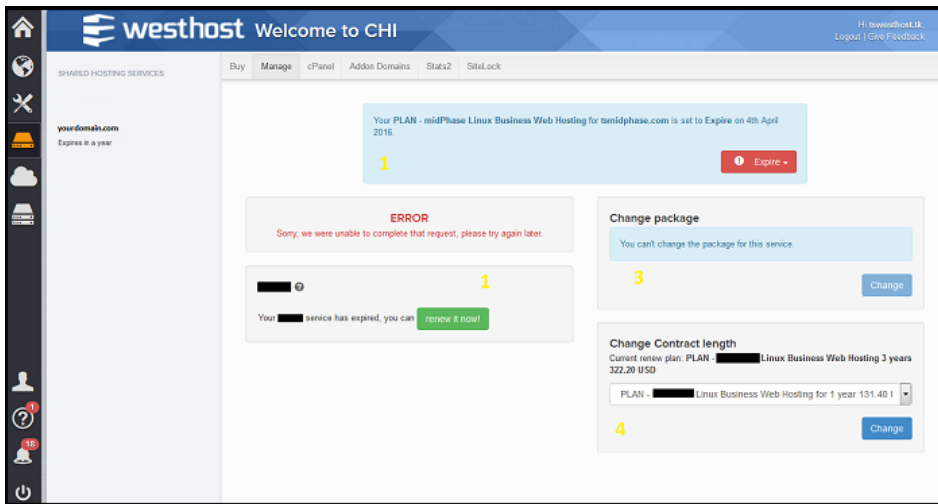 westhost Welcome to CHI
Hi tswesthost.tk,
Logout | Give Feedback
SHARED HOSTING SERVICES
Buy Manage cPanel Addon Domains Stats2 SiteLock
yourdomain.com
Expires in a year
Your PLAN - midPhase Linux Business Web Hosting for tsmidphase.com is set to Expire on 4th April
2016.
1
Expire
ERROR
Sorry, we were unable to complete that request, please try again later.
1
Your service has expired, you can renew it now!
Change package
You can't change the package for this service.
3
Change
Change Contract length
Current renew plan: PLAN - Linux Business Web Hosting 3 years
322.20 USD
PLAN - Linux Business Web Hosting for 1 year 131.40
4
Change
1
18